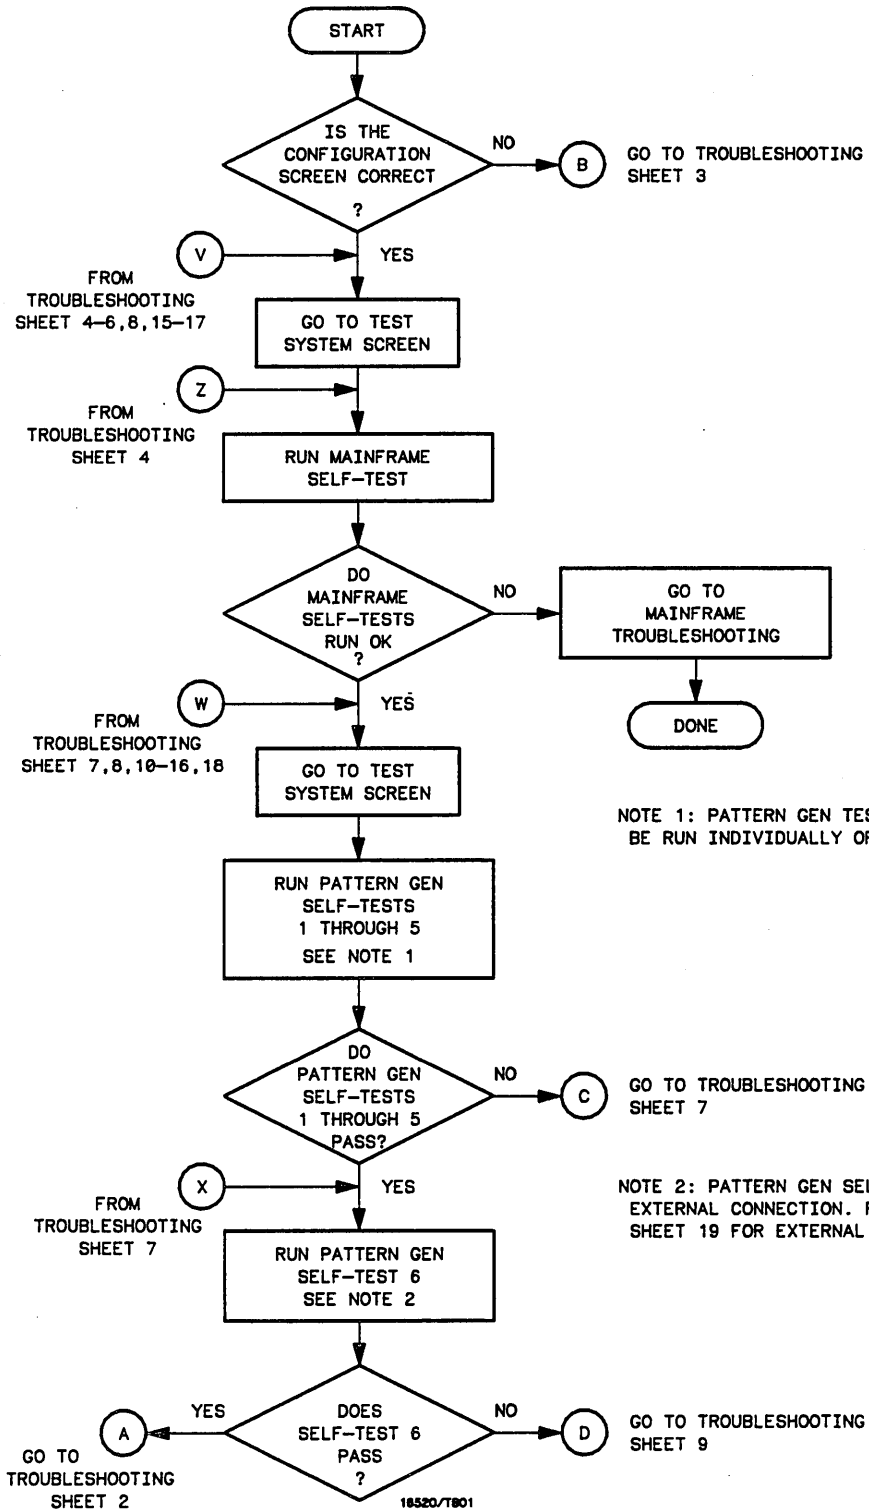 START
IS THE
CONFIGURATION
SCREEN CORRECT
?
NO
B
GO TO TROUBLESHOOTING
SHEET 3
V
YES
FROM
TROUBLESHOOTING
SHEET 4-6,8,15-17
GO TO TEST
SYSTEM SCREEN
Z
FROM
TROUBLESHOOTING
SHEET 4
RUN MAINFRAME
SELF-TEST
DO
MAINFRAME
SELF-TESTS
RUN OK
?
NO
GO TO
MAINFRAME
TROUBLESHOOTING
DONE
W
YES
FROM
TROUBLESHOOTING
SHEET 7,8,10-16,18
GO TO TEST
SYSTEM SCREEN
NOTE 1: PATTERN GEN TES
BE RUN INDIVIDUALLY OR
RUN PATTERN GEN
SELF-TESTS
1 THROUGH 5
SEE NOTE 1
DO
PATTERN GEN
SELF-TESTS
1 THROUGH 5
PASS?
NO
C
GO TO TROUBLESHOOTING
SHEET 7
X
YES
FROM
TROUBLESHOOTING
SHEET 7
NOTE 2: PATTERN GEN SEL
EXTERNAL CONNECTION.
SHEET 19 FOR EXTERNAL
RUN PATTERN GEN
SELF-TEST 6
SEE NOTE 2
DOES
SELF-TEST 6
PASS
?
YES
A
GO TO
TROUBLESHOOTING
SHEET 2
NO
D
GO TO TROUBLESHOOTING
SHEET 9
16520/T801